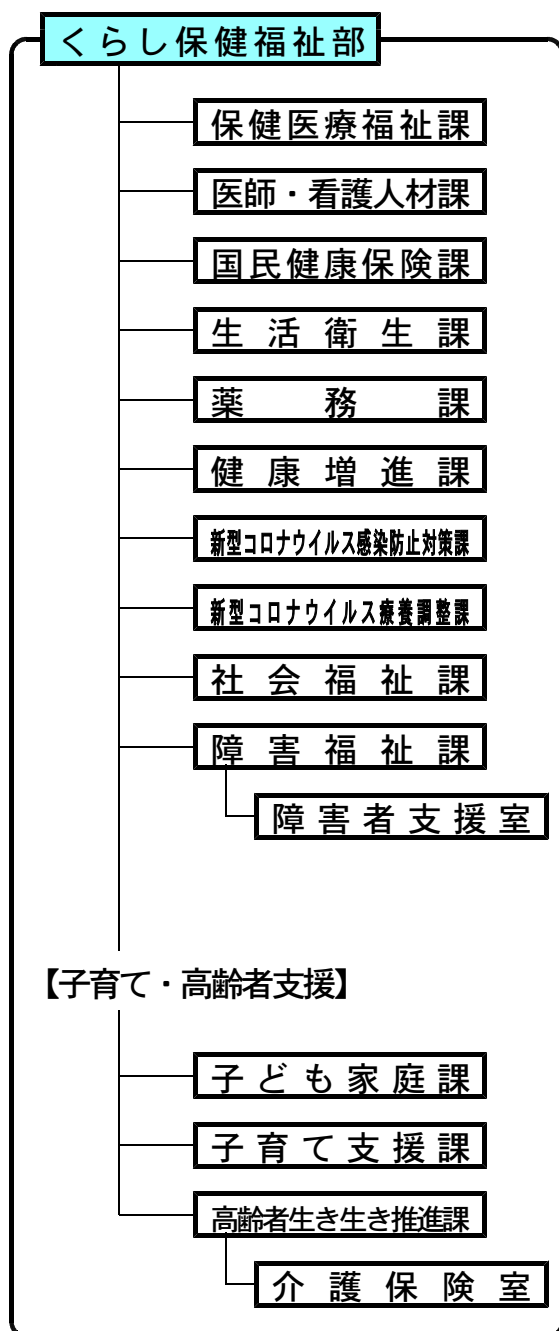 くらし保健福祉部
保健医療福祉課
医師・看護人材課
国民健康保険課
生活衛生課
薬務課
健康増進課
新型コロナウイルス感染防止対策課
新型コロナウイルス療養調整課
社会福祉課
障害福祉課
障害者支援室
【子育て・高齢者支援】
子ども家庭課
子育て支援課
高齢者生き生き推進課
介護保険室